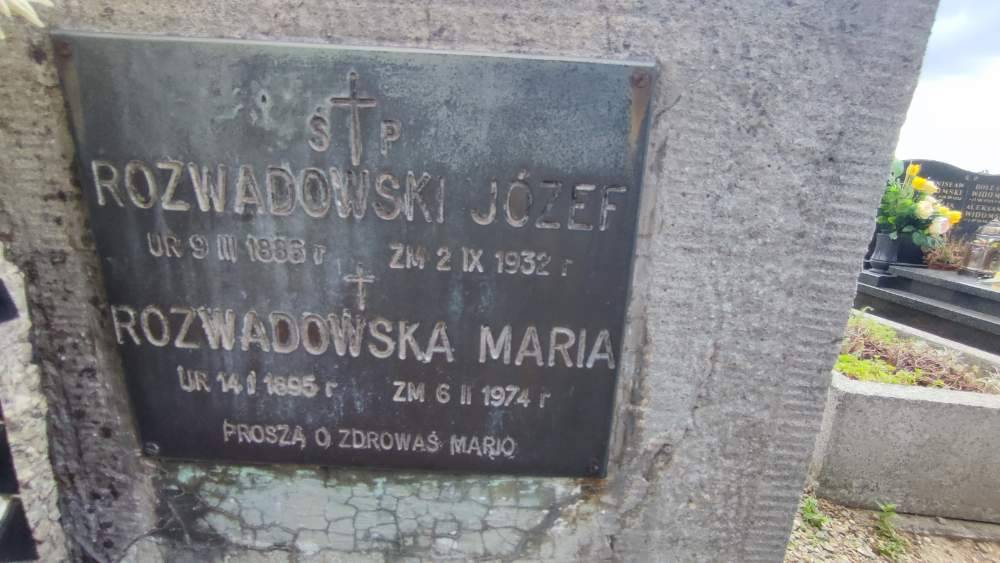 Ś P
ROZWADOWSKI JÓZEF
UR 9 III 1886 r ZM 2 IX 1932 r
ROZWADOWSKA MARIA
UR 14 I 1895 r ZM 6 II 1974 r
PROSZĄ O ZDROWAŚ MARIO